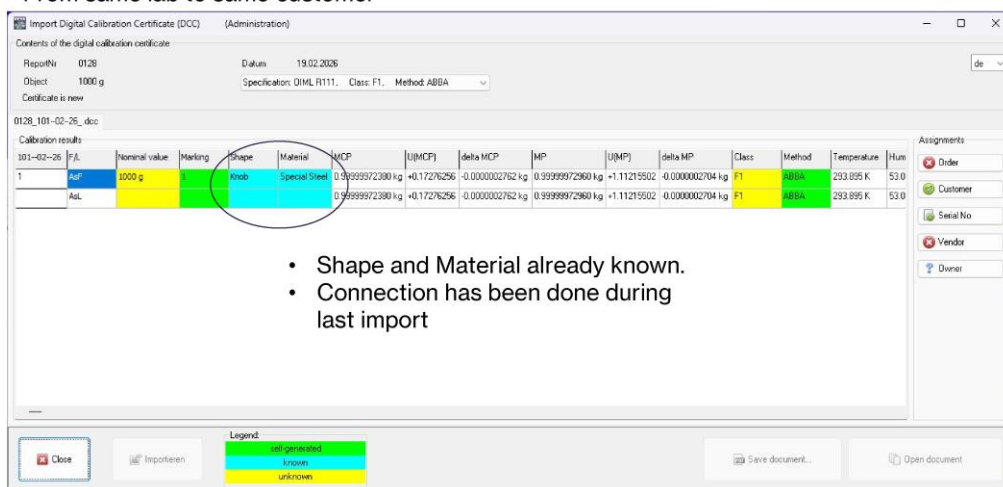 From same lab to same customer
Import Digital Calibration Certificate (DCC) (Administration)
Contents of the digital calibration certificate
ReportNr 0128 Datum 19.02.2026 de
Object 1000 g Specification: OIML R111, Class: F1, Method: ABBA
Certificate is new
0128_101-02-26_.dcc
Calibration results Assignments
101--02--26 F/L Nominal value Marking Shape Material MCP U(MCP) delta MCP MP U(MP) delta MP Class Method Temperature Hum
1 AsF 1000 g 1 Knob Special Steel 0.99999972380 kg +0.17276256 -0.0000002762 kg 0.99999972960 kg +1.11215502 -0.0000002704 kg F1 ABBA 293.895 K 53.0
AsL 0.99999972380 kg +0.17276256 -0.0000002762 kg 0.99999972960 kg +1.11215502 -0.0000002704 kg F1 ABBA 293.895 K 53.0
Order
Customer
Serial No
Vendor
Owner
• Shape and Material already known.
• Connection has been done during
last import
Legend:
self-generated
known
unknown
Close Importieren Save document... Open document